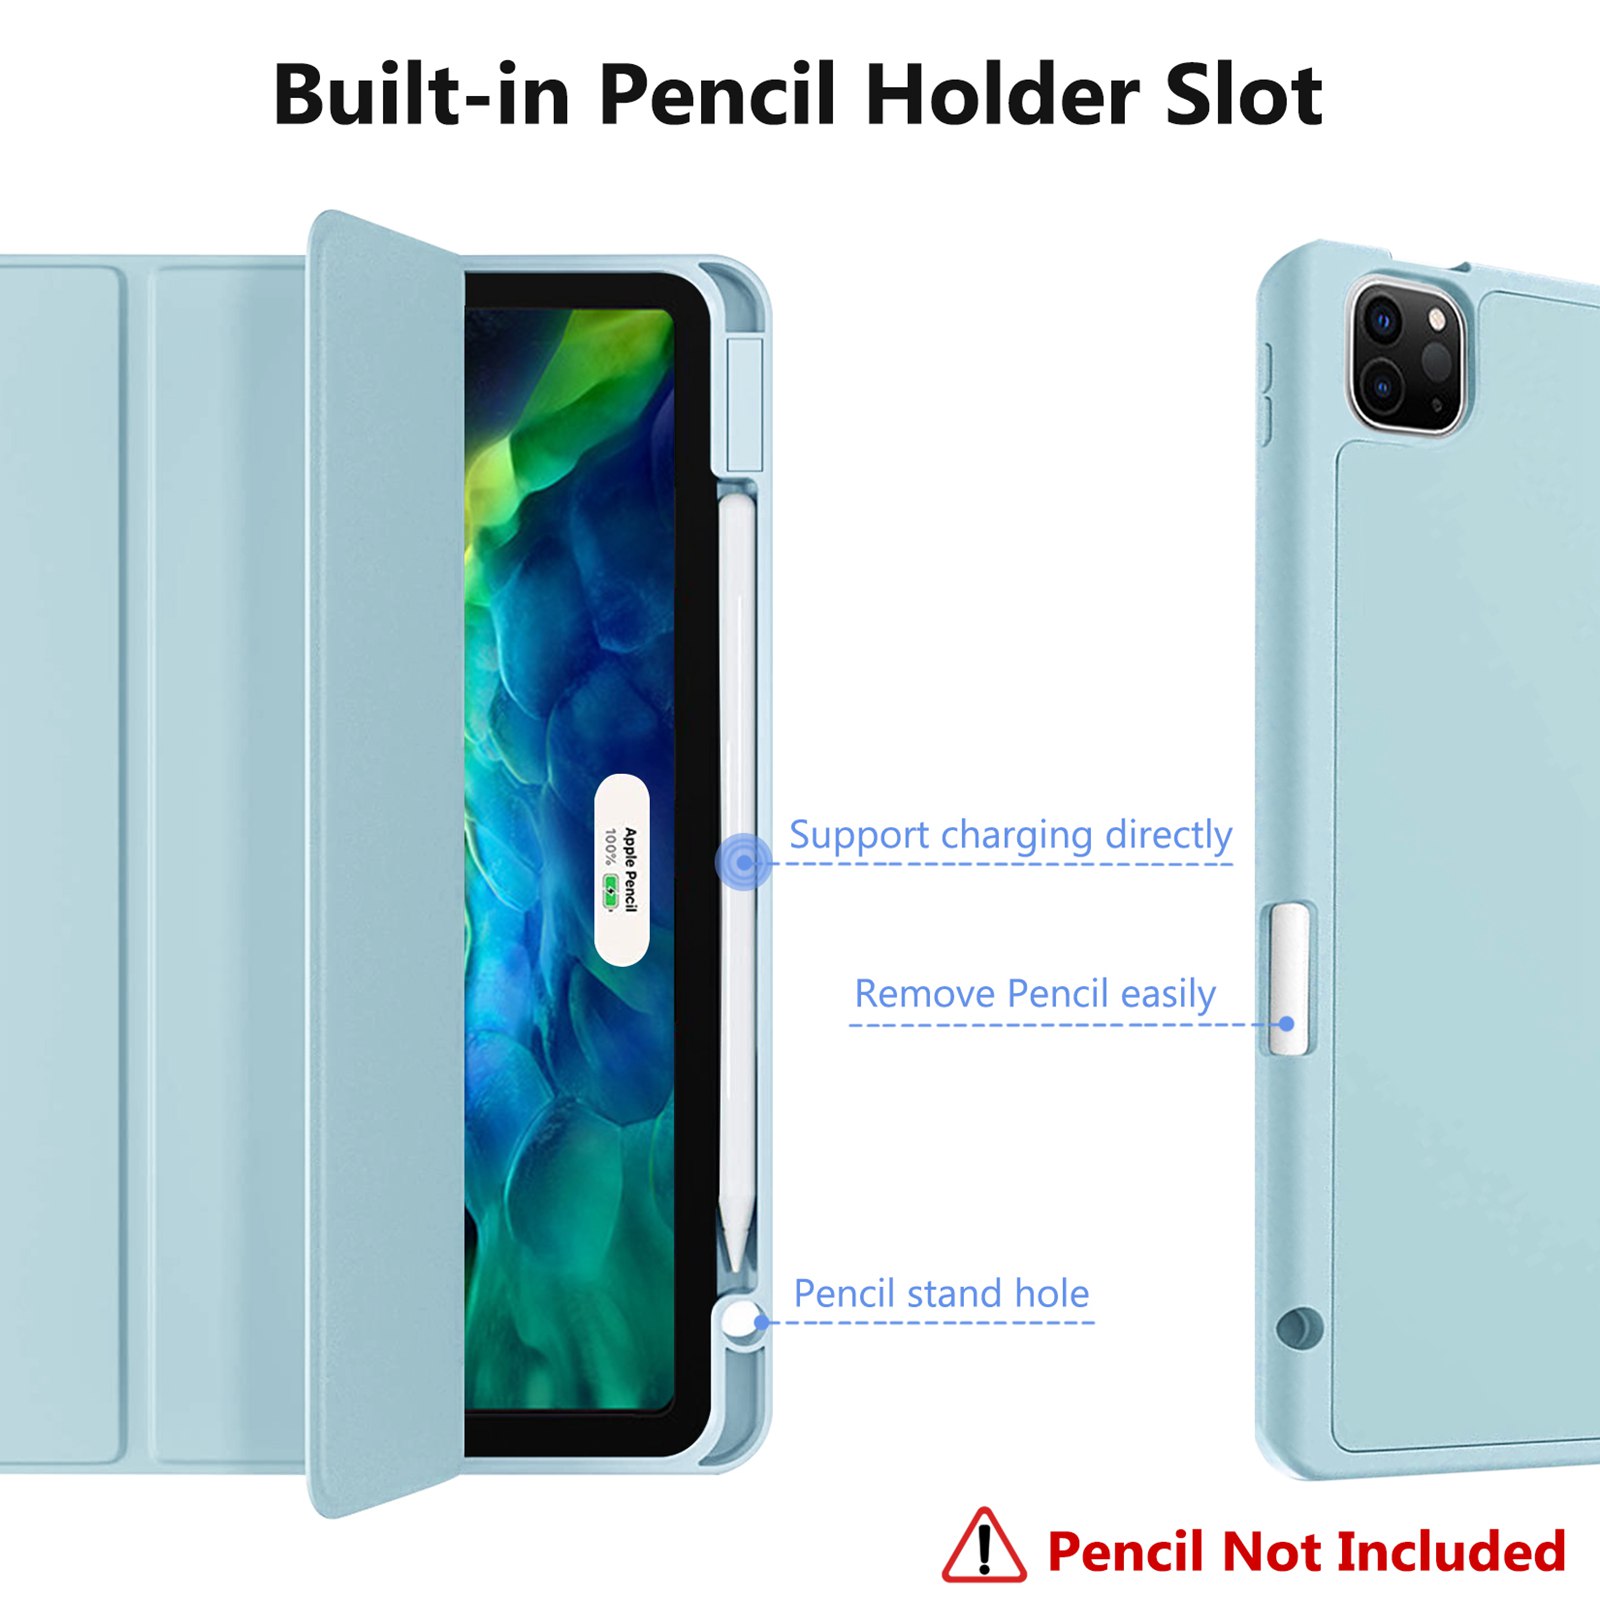 Built-in Pencil Holder Slot
Apple Pencil
100%
Support charging directly
Remove Pencil easily
Pencil stand hole
Pencil Not Included